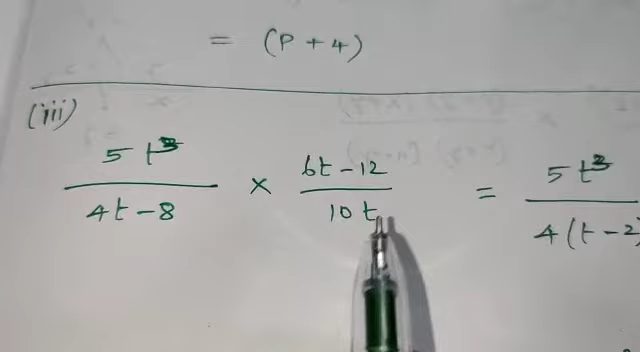 = (P + 4)
(iii)
5t³ / 4t - 8 × 6t - 12 / 10t = 5t³ / 4(t - 2)